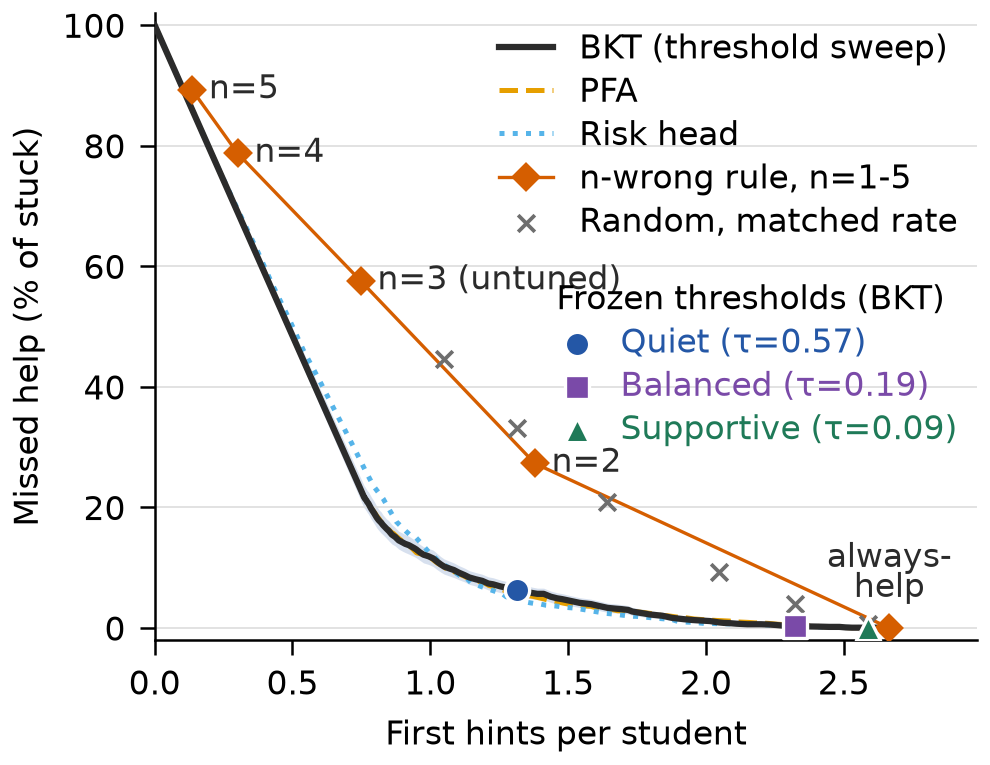 100
80
60
40
20
0
Missed help (% of stuck)
BKT (threshold sweep)
PFA
Risk head
n-wrong rule, n=1-5
Random, matched rate
n=5
n=4
n=3 (untuned)
n=2
Frozen thresholds (BKT)
Quiet (τ=0.57)
Balanced (τ=0.19)
Supportive (τ=0.09)
always-
help
0.0 0.5 1.0 1.5 2.0 2.5
First hints per student